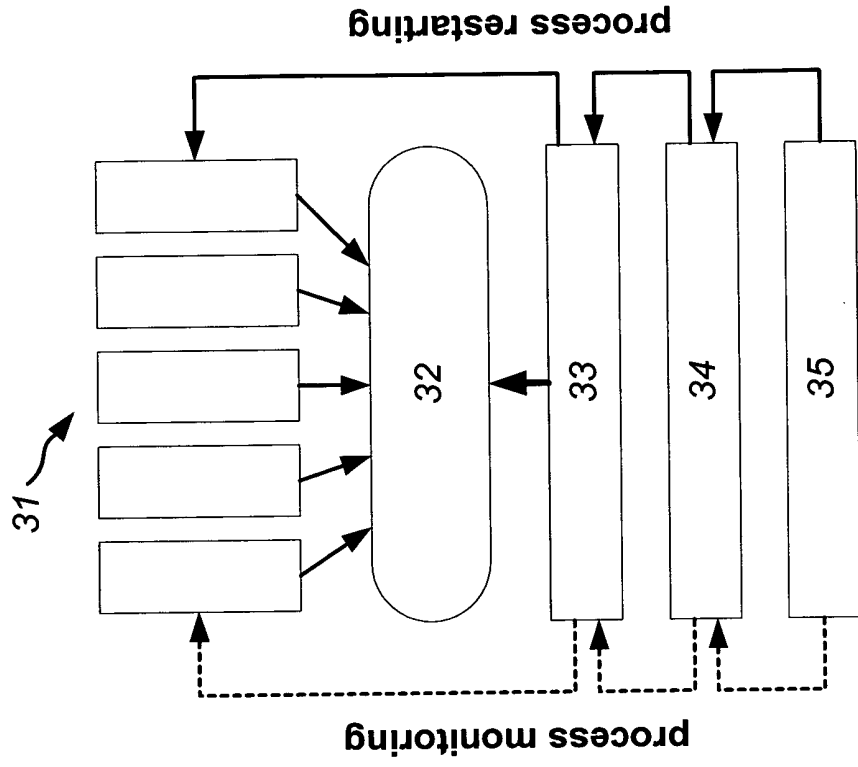 process restarting
31
32
33
34
35
process monitoring